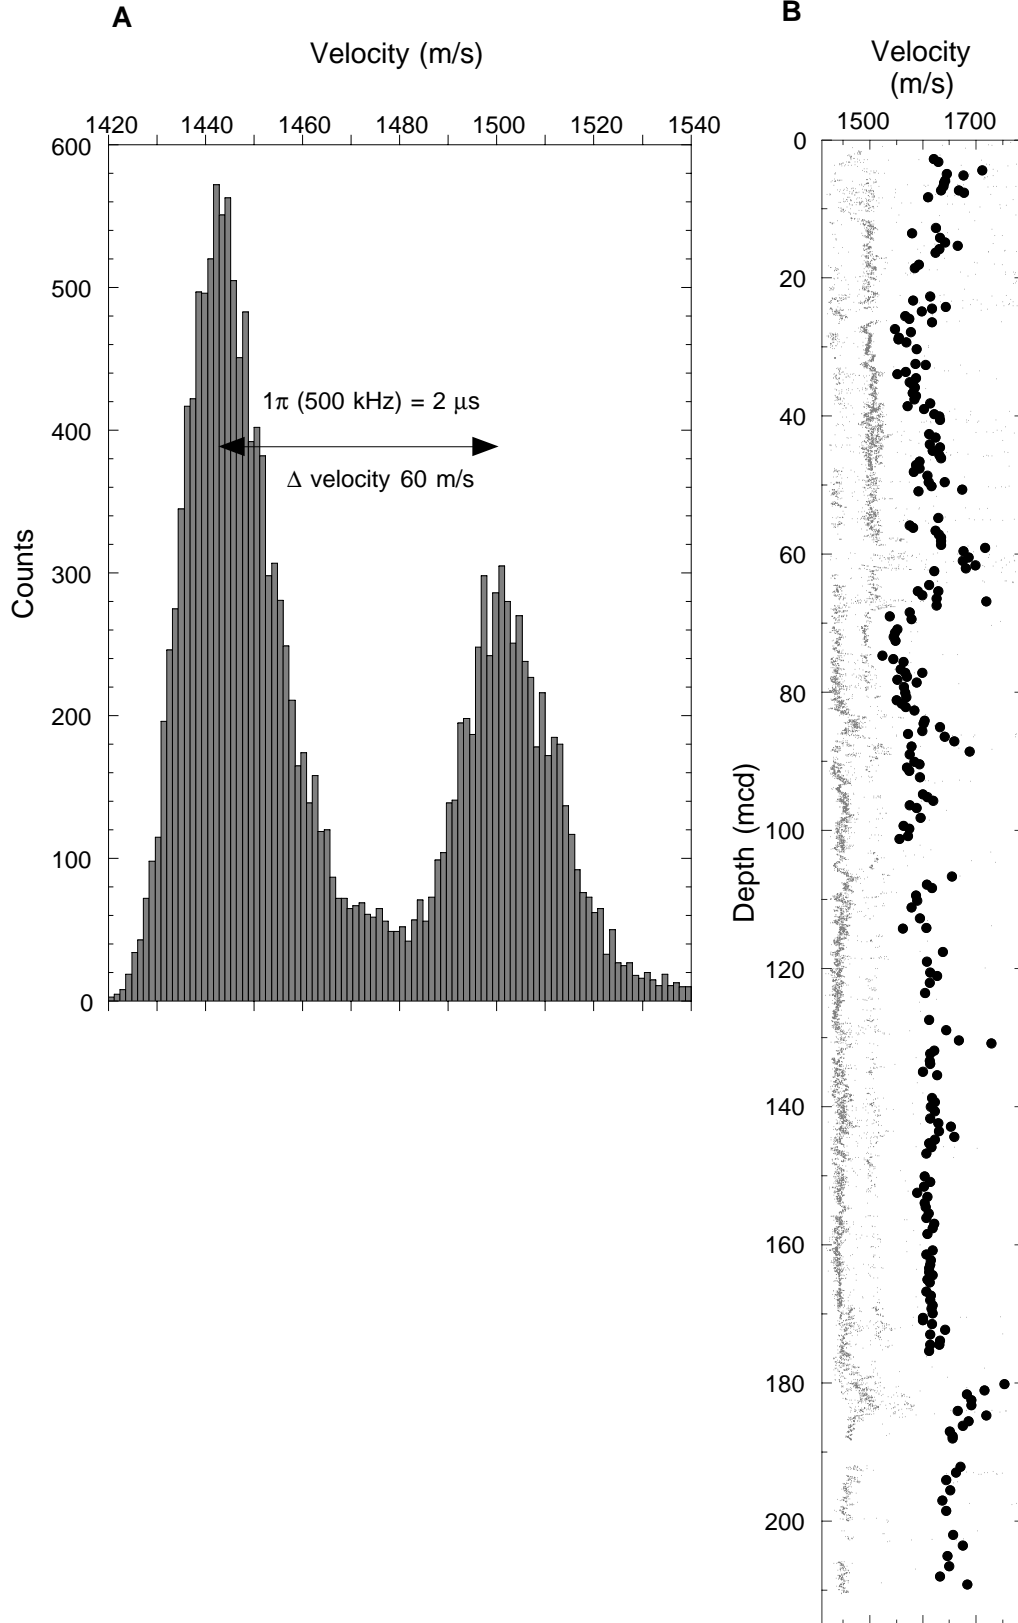 A
Velocity (m/s)
1420 1440 1460 1480 1500 1520 1540
600
500
400
300
200
100
0
Counts
1π (500 kHz) = 2 μs
Δ velocity 60 m/s
B
Velocity
(m/s)
1500 1700
0
20
40
60
80
100
120
140
160
180
200
Depth (mcd)